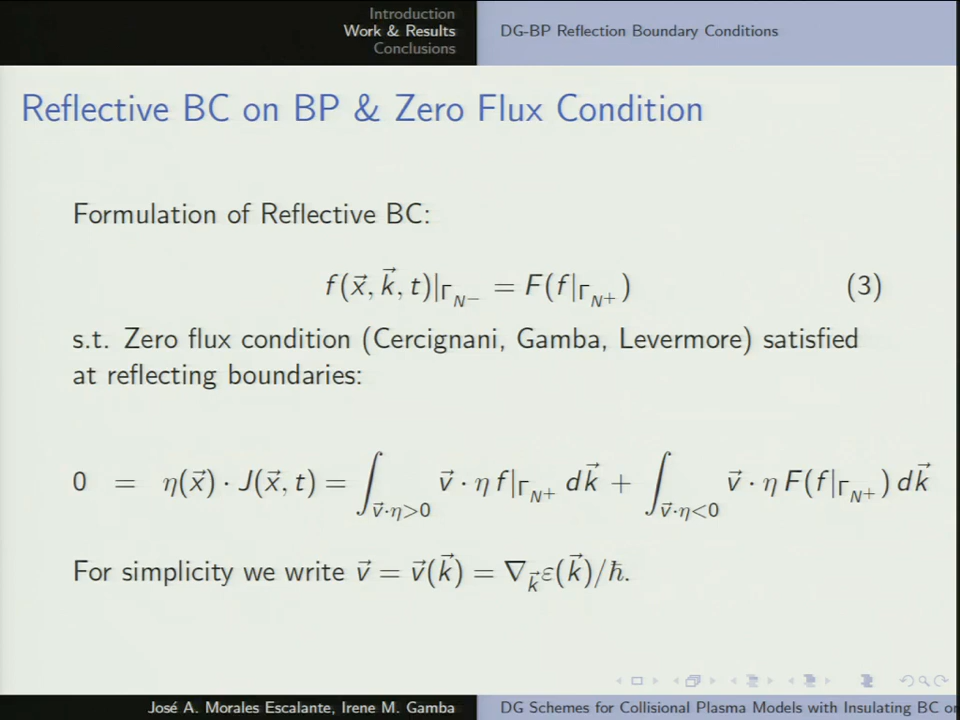 Introduction
Work & Results
Conclusions
DG-BP Reflection Boundary Conditions
Reflective BC on BP & Zero Flux Condition
Formulation of Reflective BC:
f(x⃗, k⃗, t)|Γ_{N⁻} = F(f|Γ_{N⁺}) (3)
s.t. Zero flux condition (Cercignani, Gamba, Levermore) satisfied
at reflecting boundaries:
0 = η(x⃗) · J(x⃗, t) = ∫_{v⃗·η>0} v⃗ · η f|Γ_{N⁺} dk⃗ + ∫_{v⃗·η<0} v⃗ · η F(f|Γ_{N⁺}) dk⃗
For simplicity we write v⃗ = v⃗(k⃗) = ∇_{k⃗}ε(k⃗)/ħ.
José A. Morales Escalante, Irene M. Gamba
DG Schemes for Collisional Plasma Models with Insulating BC o